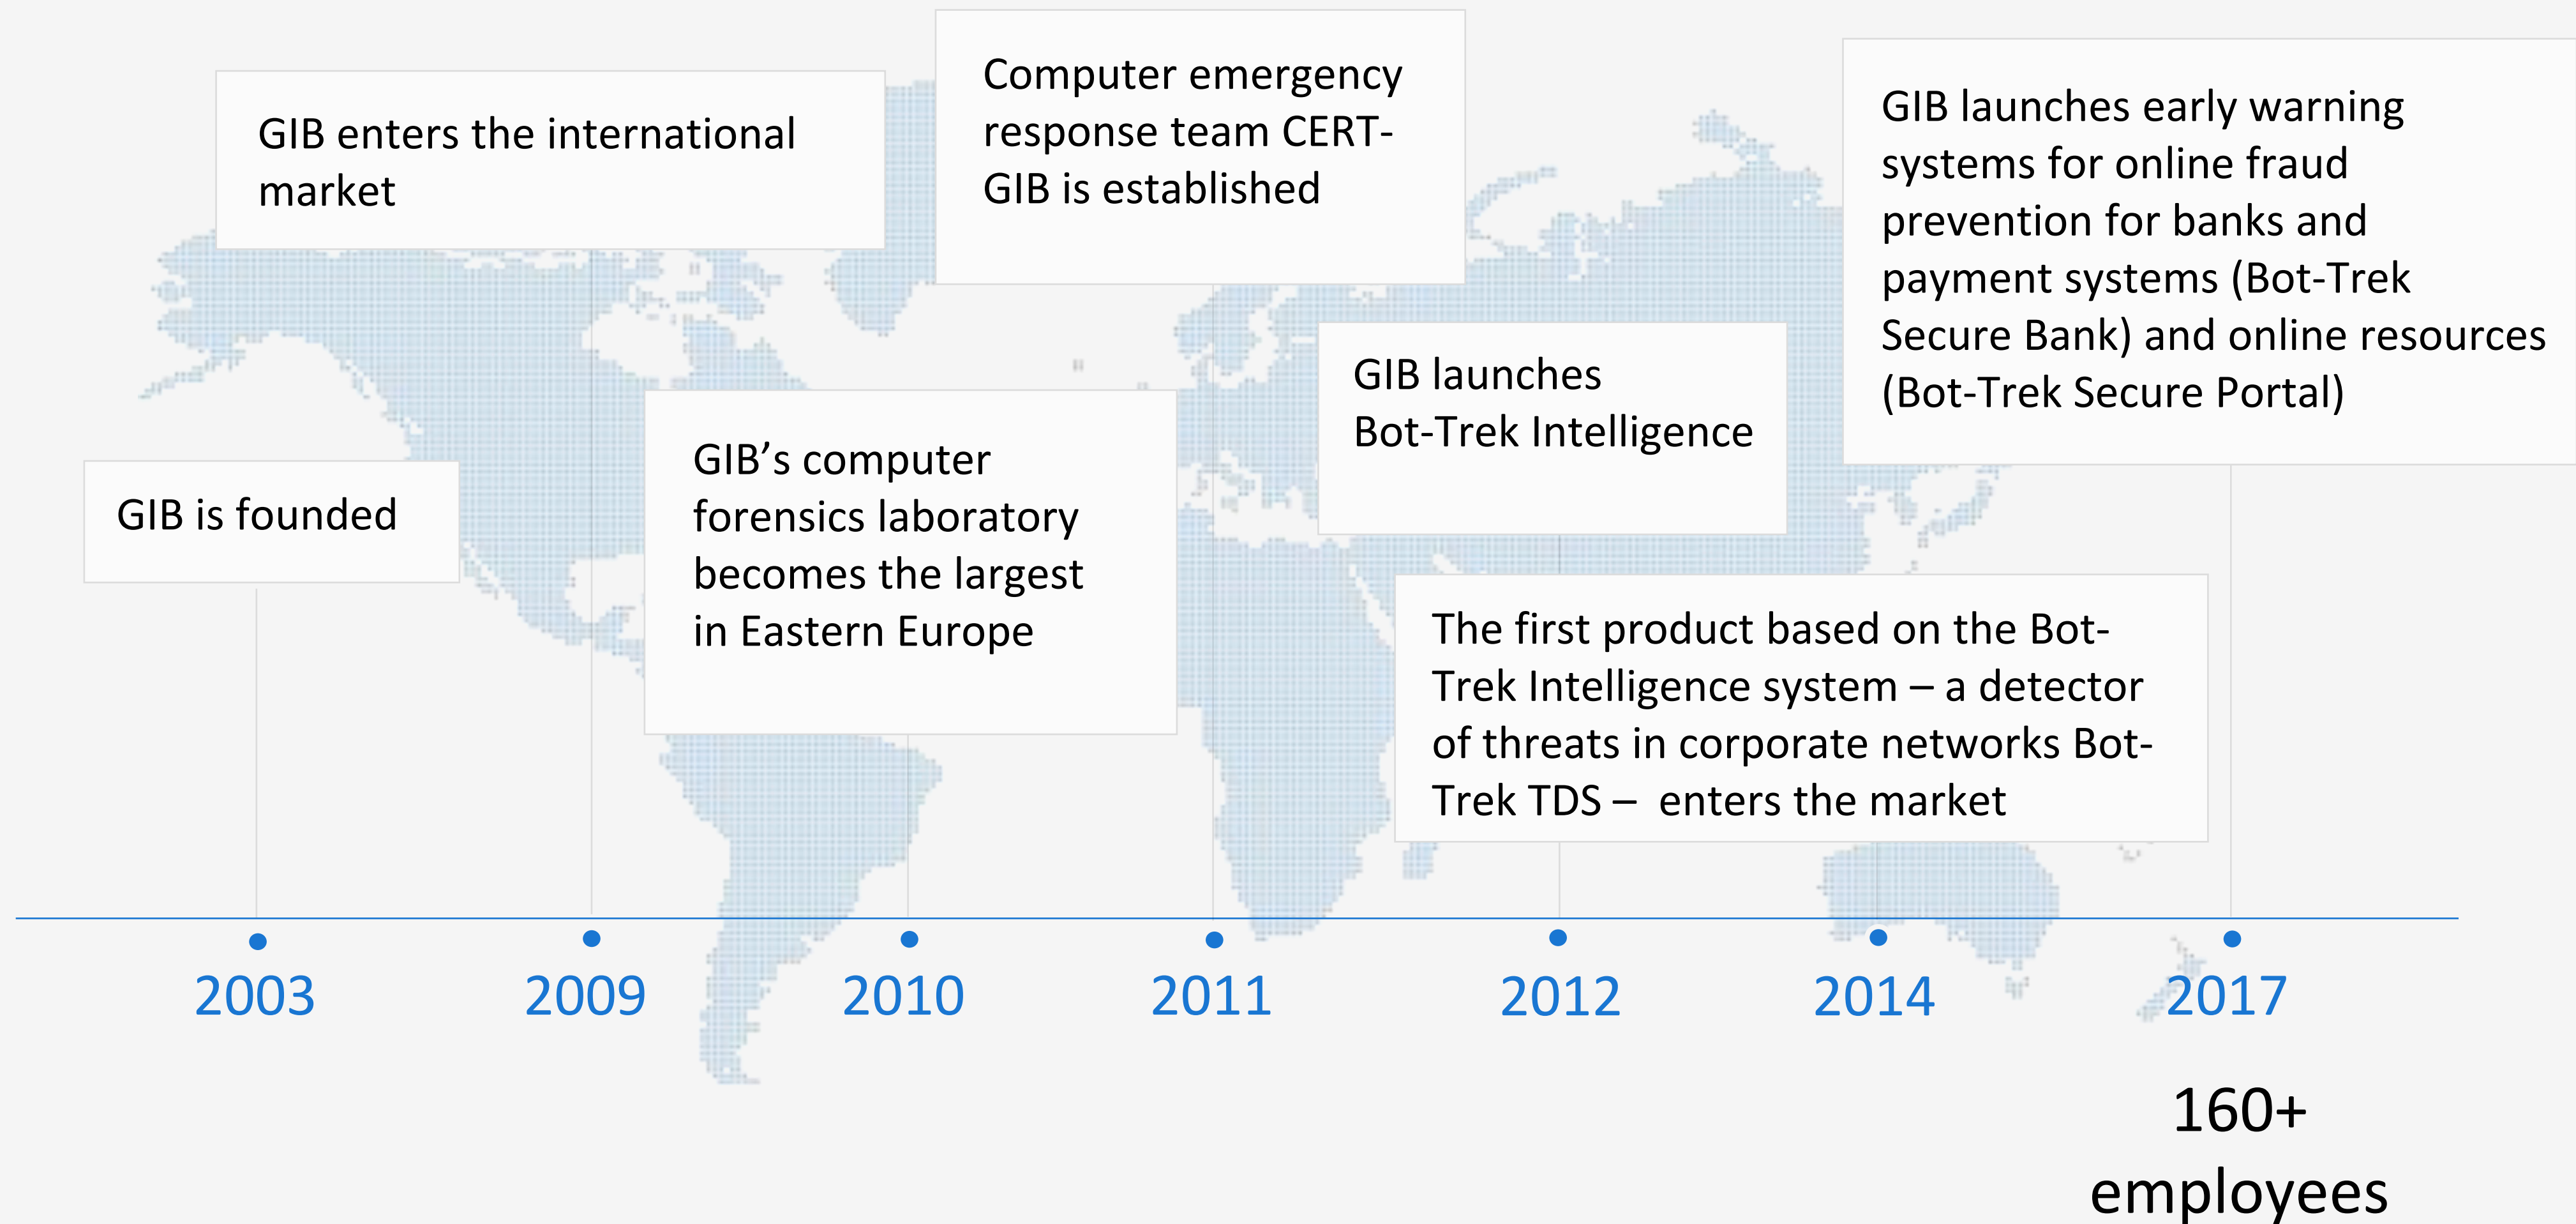 GIB is founded
GIB enters the international
market
GIB’s computer
forensics laboratory
becomes the largest
in Eastern Europe
Computer emergency
response team CERT-
GIB is established
GIB launches
Bot-Trek Intelligence
The first product based on the Bot-
Trek Intelligence system – a detector
of threats in corporate networks Bot-
Trek TDS –  enters the market
GIB launches early warning
systems for online fraud
prevention for banks and
payment systems (Bot-Trek
Secure Bank) and online resources
(Bot-Trek Secure Portal)
2003
2009
2010
2011
2012
2014
2017
160+
employees